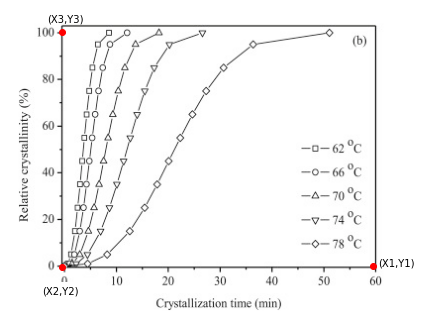 (X3,Y3)
100
(b)
80
60
40
20
0
Relative crystallinity (%)
62 °C
66 °C
70 °C
74 °C
78 °C
(X1,Y1)
(X2,Y2)
0 10 20 30 40 50 60
Crystallization time (min)